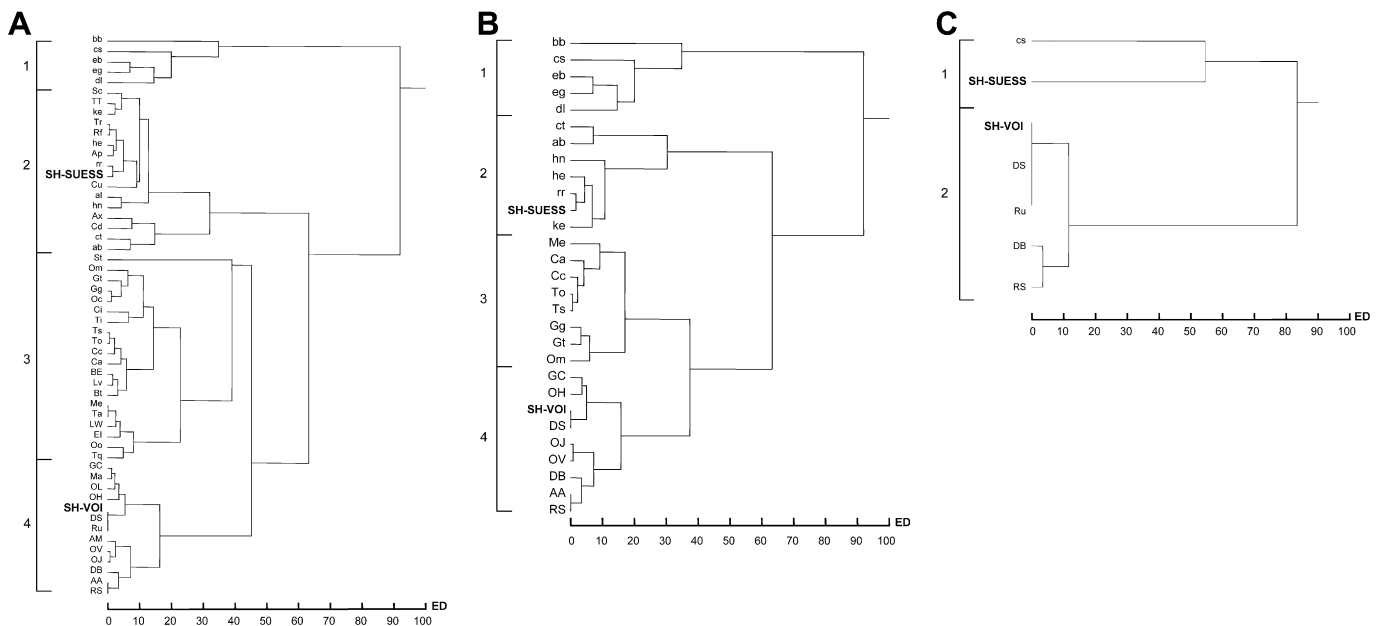 A
bb
cs
1
eb
eg
dl
Sc
TT
ke
Tr
Rf
he
Ap
2
rr
SH-SUESS
Cu
al
hn
Ax
Cd
ct
ab
St
Om
Gt
Gg
Oc
Ci
Ti
Ts
To
Cc
3
Ca
BE
Lv
Bt
Me
Ta
LW
El
Oo
Tq
GC
Ma
OL
OH
SH-VOI
DS
4
Ru
AM
OV
OJ
DB
AA
RS
ED
0 10 20 30 40 50 60 70 80 90 100
B
bb
cs
1
eb
eg
dl
ct
ab
hn
2
he
rr
SH-SUESS
ke
Me
Ca
Cc
3
To
Ts
Gg
Gt
Om
GC
OH
SH-VOI
DS
4
OJ
OV
DB
AA
RS
ED
0 10 20 30 40 50 60 70 80 90 100
C
cs
1
SH-SUESS
SH-VOI
DS
2
Ru
DB
RS
ED
0 10 20 30 40 50 60 70 80 90 100